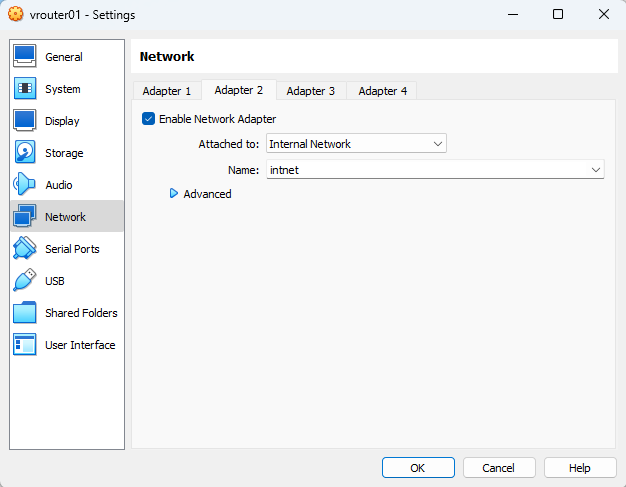 vrouter01 - Settings
General
System
Display
Storage
Audio
Network
Serial Ports
USB
Shared Folders
User Interface
Network
Adapter 1 Adapter 2 Adapter 3 Adapter 4
Enable Network Adapter
Attached to: Internal Network
Name: intnet
Advanced
OK Cancel Help